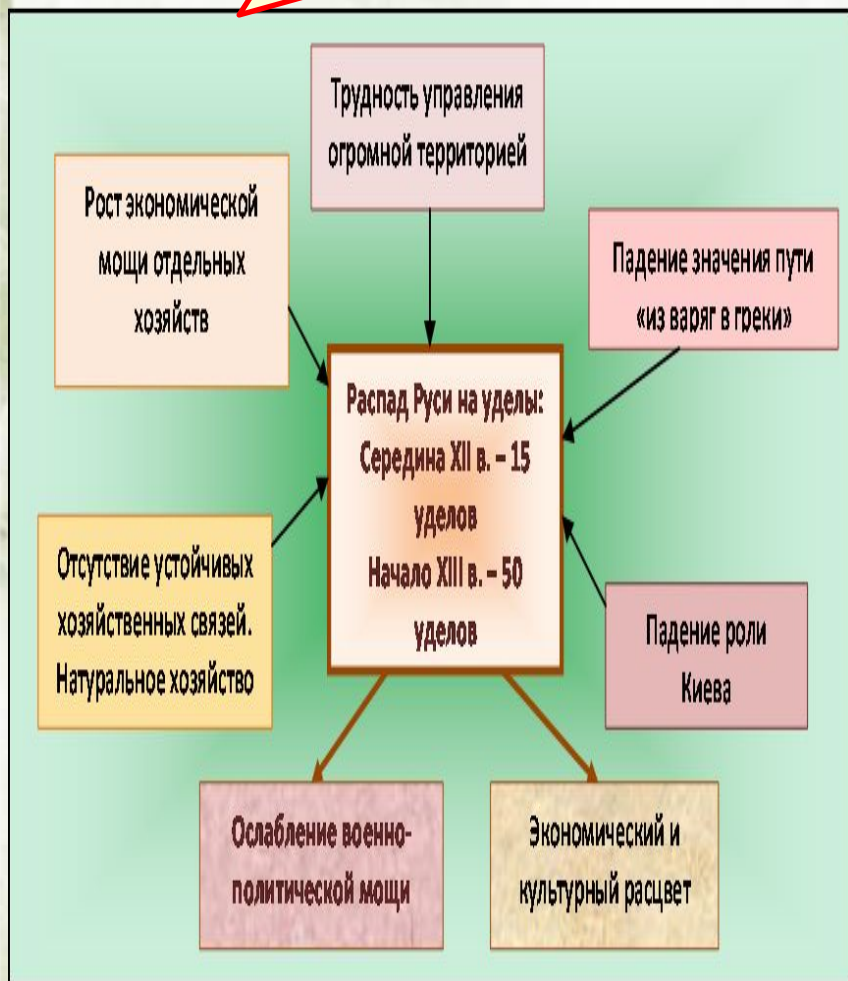 Трудность управления
огромной территорией
Рост экономической
мощи отдельных
хозяйств
Падение значения пути
«из варяг в греки»
Распад Руси на уделы:
Середина XII в. – 15
уделов
Начало XIII в. – 50
уделов
Отсутствие устойчивых
хозяйственных связей.
Натуральное хозяйство
Падение роли
Киева
Ослабление военно-
политической мощи
Экономический и
культурный расцвет